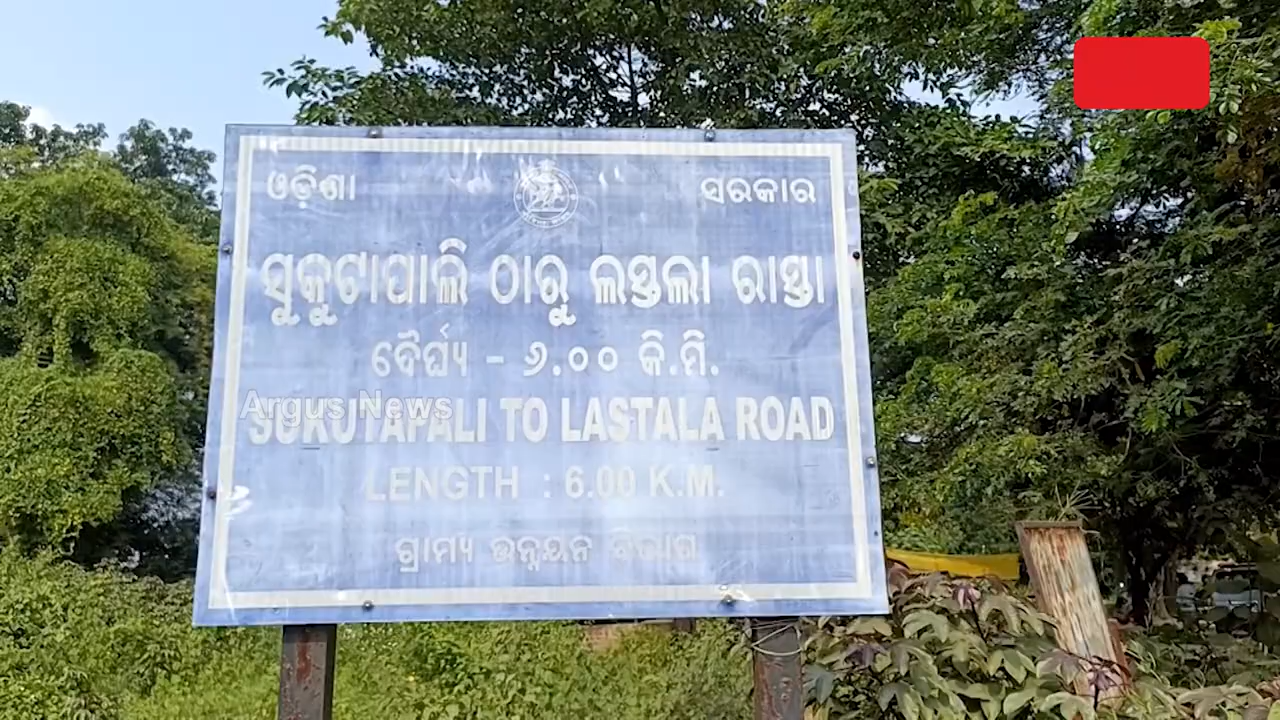 ଓଡ଼ିଶା ସରକାର
ସୁକୁଟାପାଲି ଠାରୁ ଲସ୍ତଲା ରାସ୍ତା
ଦୈର୍ଘ୍ୟ - ୬.୦୦ କି.ମି.
Argus News
SUKUTAPALI TO LASTALA ROAD
LENGTH : 6.00 K.M.
ଗ୍ରାମ୍ୟ ଉନ୍ନୟନ ବିଭାଗ